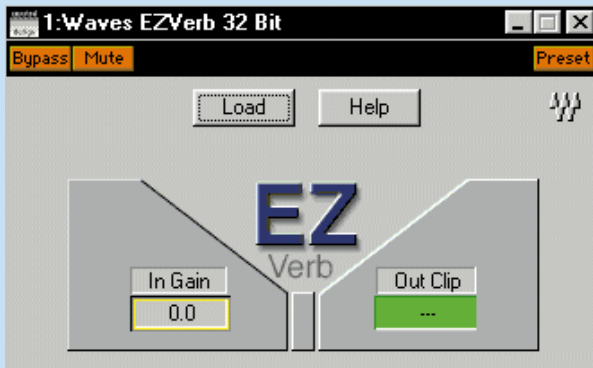 1:Waves EZVerb 32 Bit
Bypass Mute Preset
Load Help
EZ
Verb
In Gain Out Clip
0.0 ---